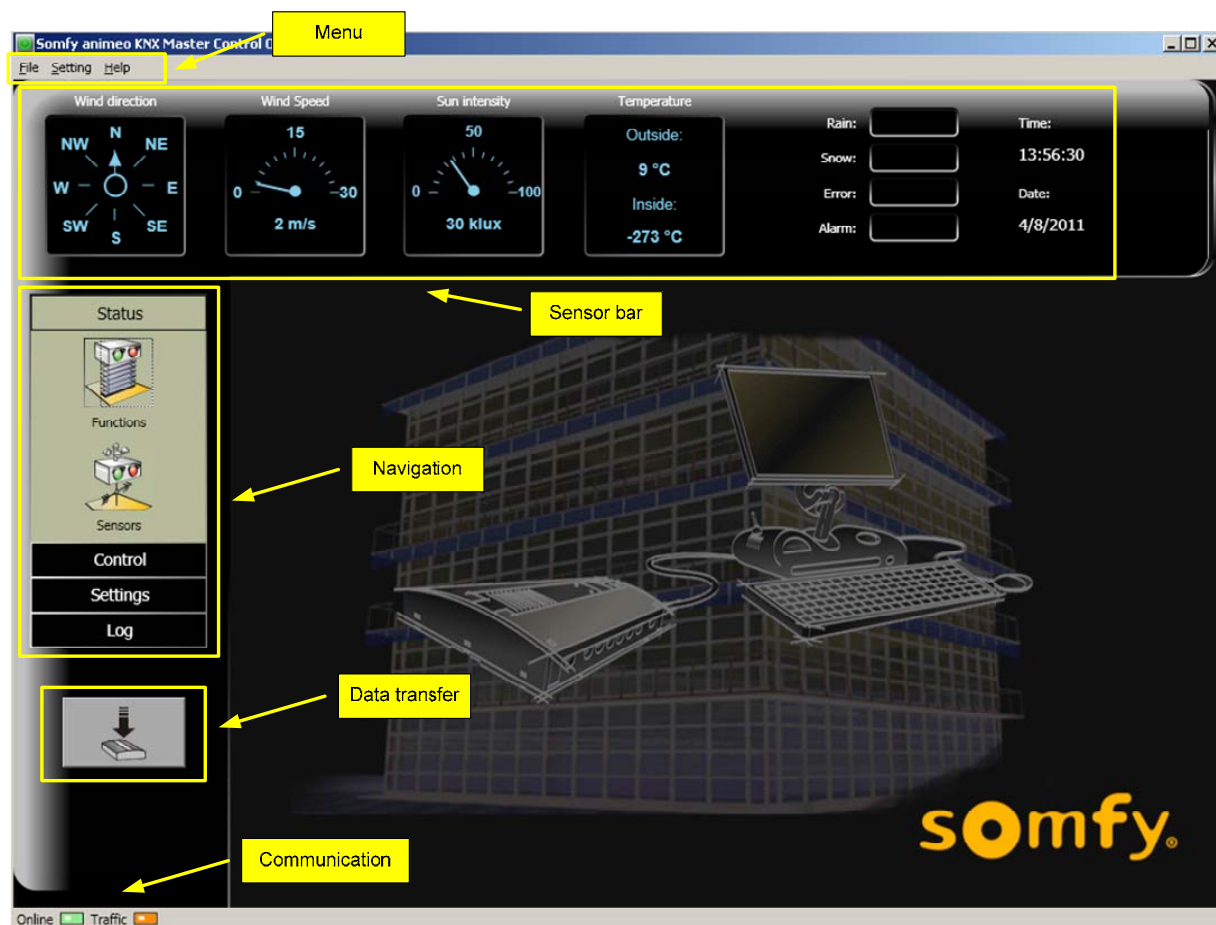 Menu
Somfy animeo KNX Master Control
File Setting Help
Wind direction
N
NW NE
W E
SW SE
S
Wind Speed
15
0 30
2 m/s
Sun intensity
50
0 100
30 klux
Temperature
Outside:
9 °C
Inside:
-273 °C
Rain:
Snow:
Error:
Alarm:
Time:
13:56:30
Date:
4/8/2011
Sensor bar
Status
Functions
Sensors
Control
Settings
Log
Navigation
Data transfer
somfy®
Communication
Online Traffic